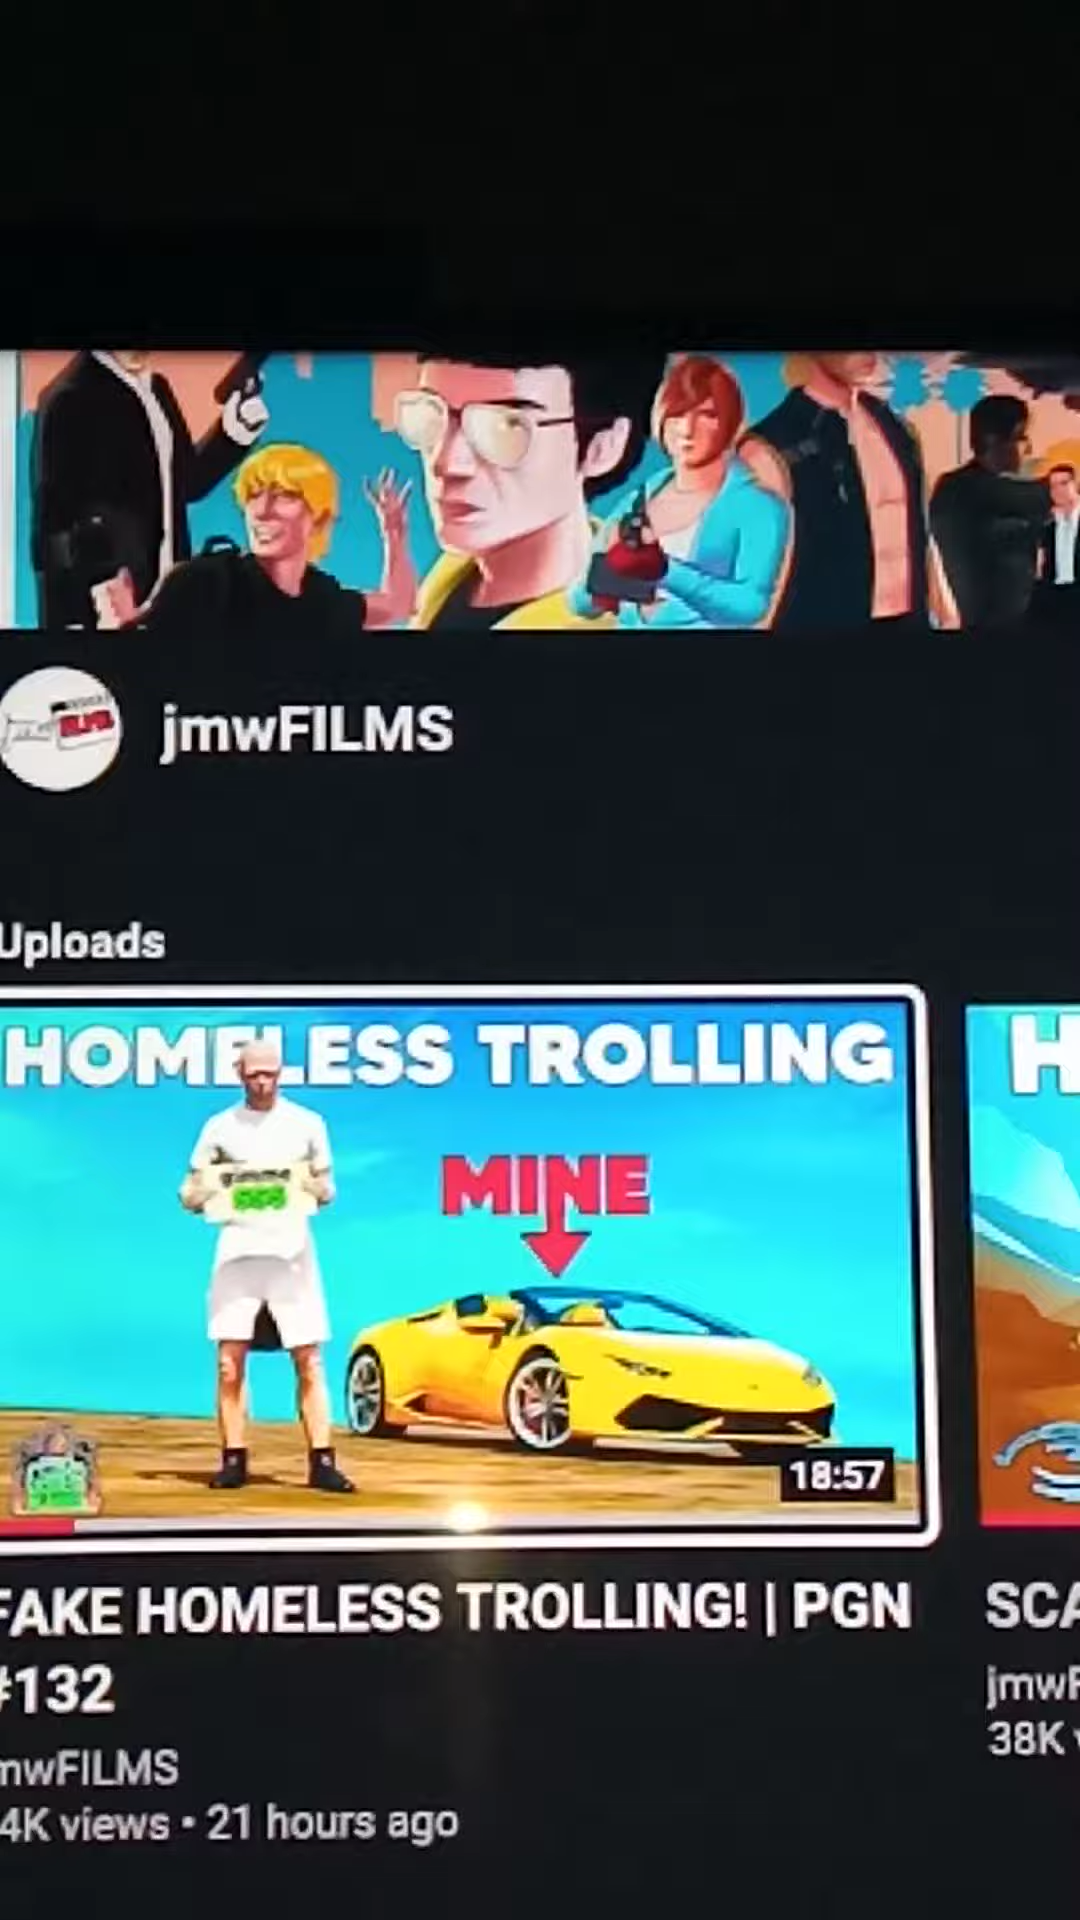 jmwFILMS
Uploads
HOMELESS TROLLING
MINE
gimme
$$$
18:57
FAKE HOMELESS TROLLING! | PGN
#132
mwFILMS
4K views • 21 hours ago
H
SCA
jmwF
38K